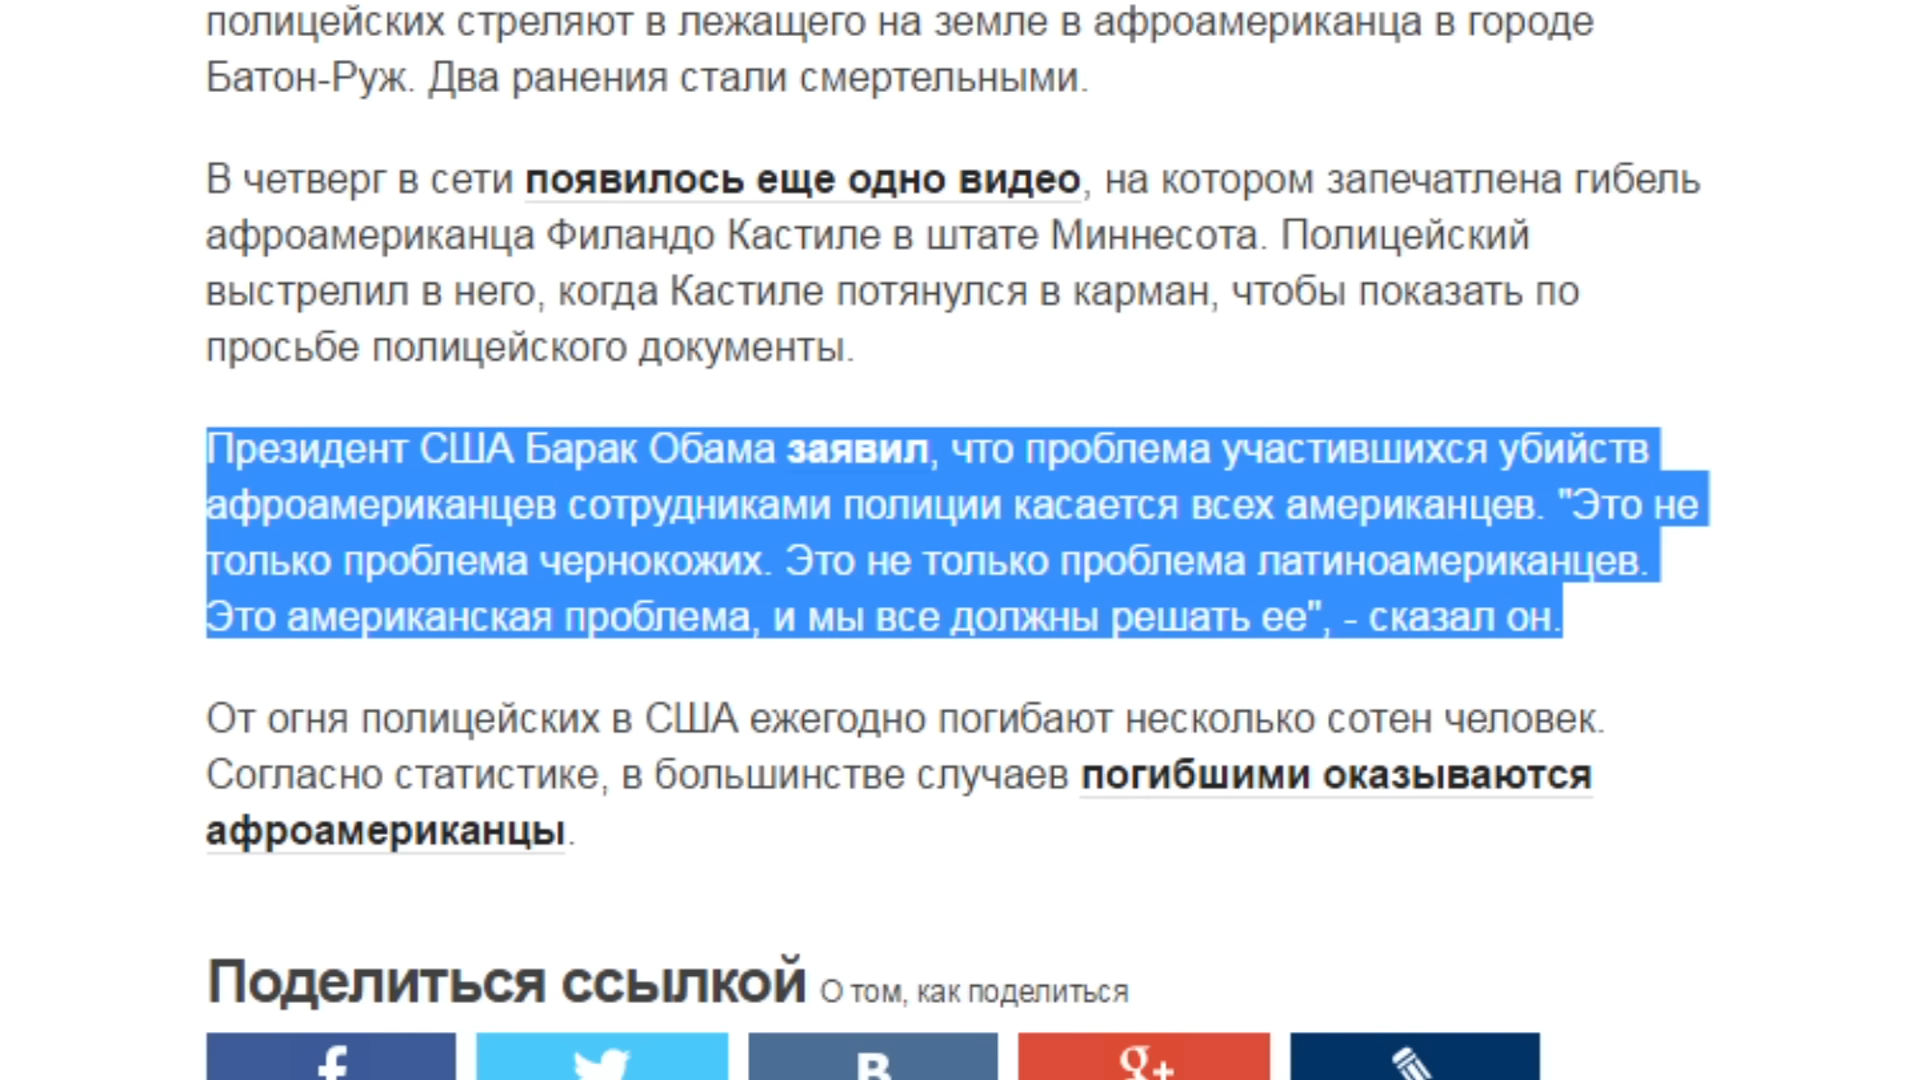 полицейских стреляют в лежащего на земле в афроамериканца в городе
Батон-Руж. Два ранения стали смертельными.
В четверг в сети появилось еще одно видео, на котором запечатлена гибель
афроамериканца Филандо Кастиле в штате Миннесота. Полицейский
выстрелил в него, когда Кастиле потянулся в карман, чтобы показать по
просьбе полицейского документы.
Президент США Барак Обама заявил, что проблема участившихся убийств
афроамериканцев сотрудниками полиции касается всех американцев. "Это не
только проблема чернокожих. Это не только проблема латиноамериканцев.
Это американская проблема, и мы все должны решать ее", - сказал он.
От огня полицейских в США ежегодно погибают несколько сотен человек.
Согласно статистике, в большинстве случаев погибшими оказываются
афроамериканцы.
Поделиться ссылкой О том, как поделиться
f B g+